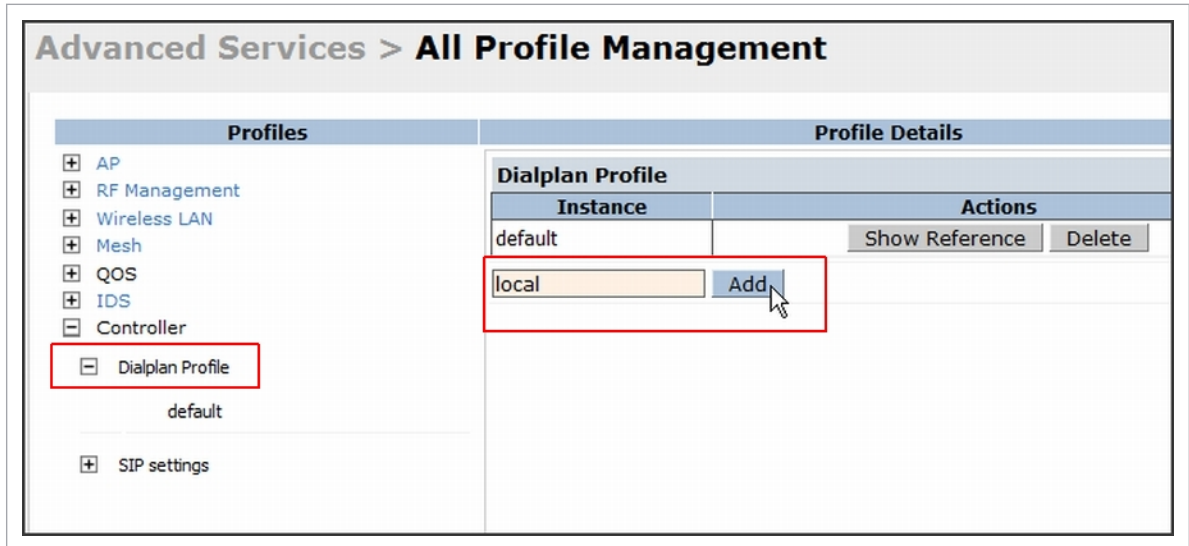 Advanced Services > All Profile Management
Profiles
Profile Details
AP
RF Management
Wireless LAN
Mesh
QOS
IDS
Controller
Dialplan Profile
default
SIP settings
Dialplan Profile
Instance Actions
default Show Reference Delete
local Add